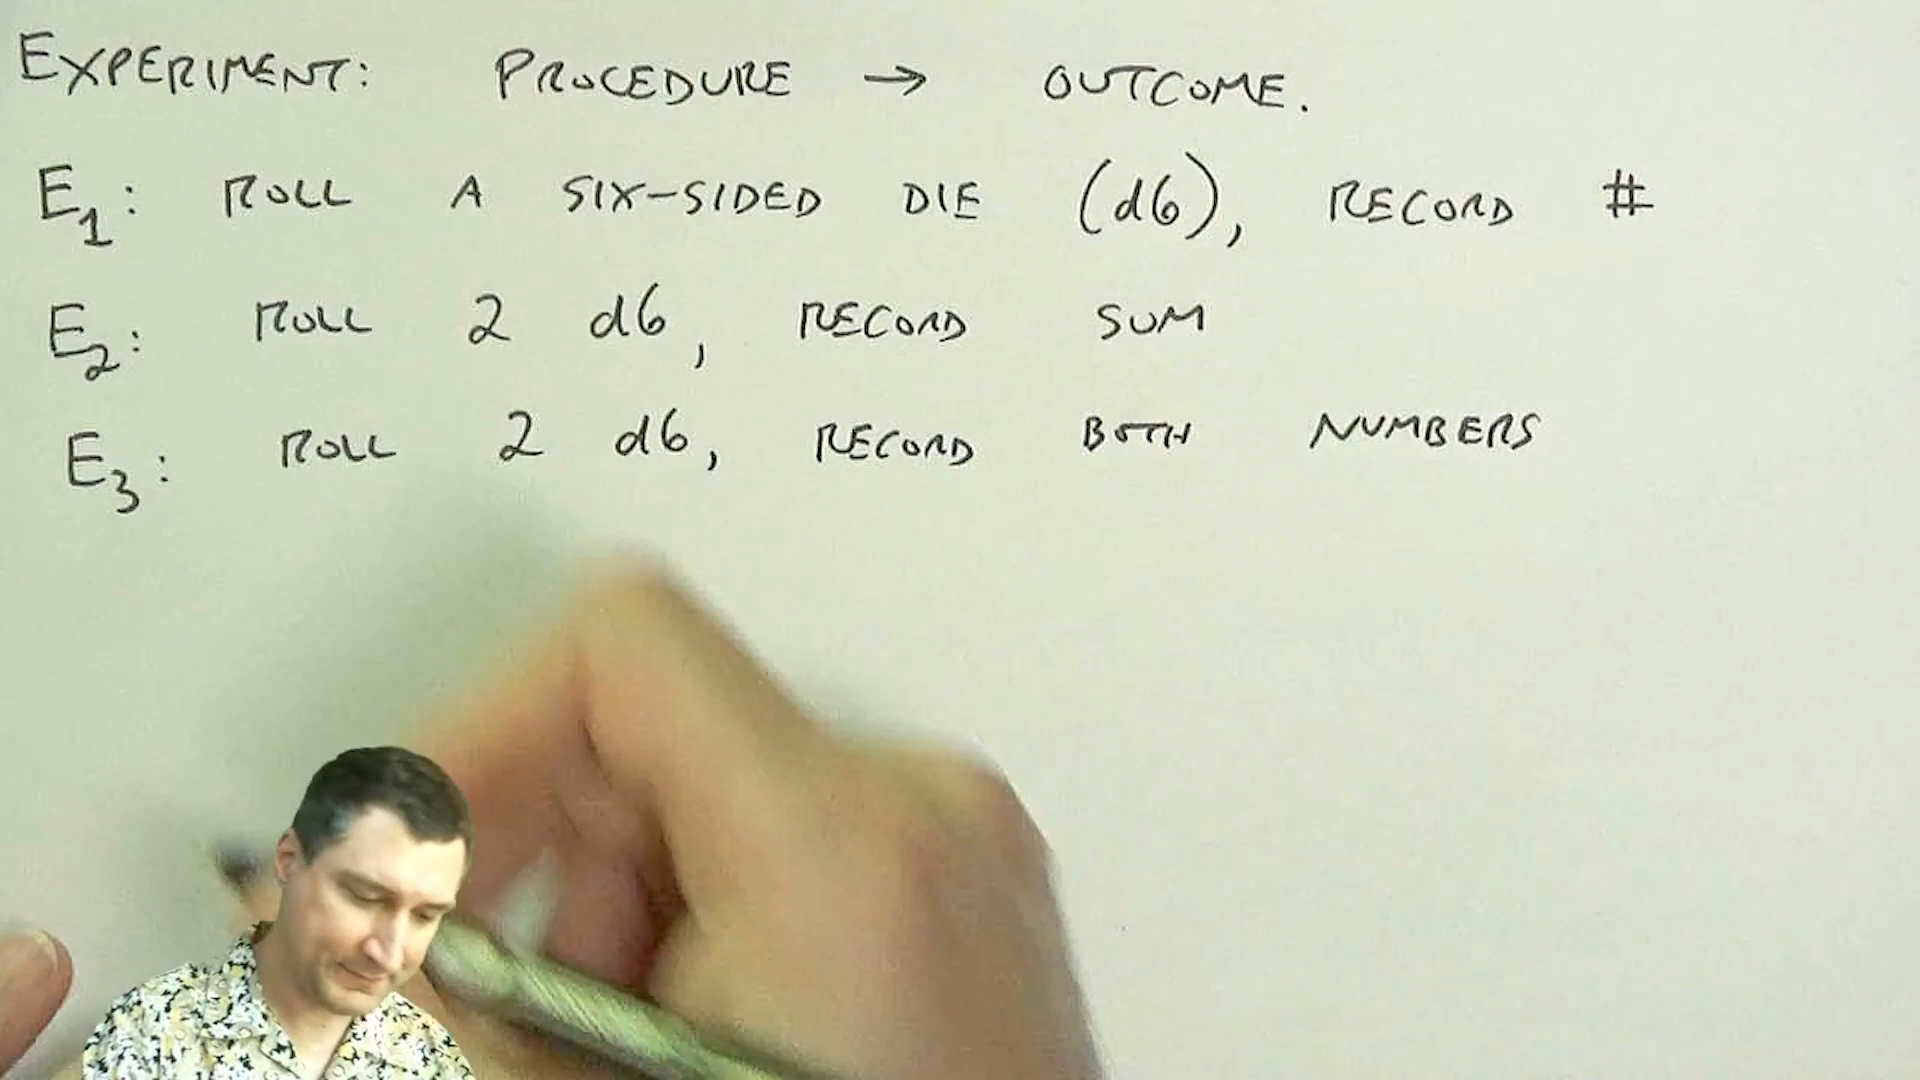 EXPERIMENT: PROCEDURE → OUTCOME.
E₁: ROLL A SIX-SIDED DIE (d6), RECORD #
E₂: ROLL 2 d6, RECORD SUM
E₃: ROLL 2 d6, RECORD BOTH NUMBERS